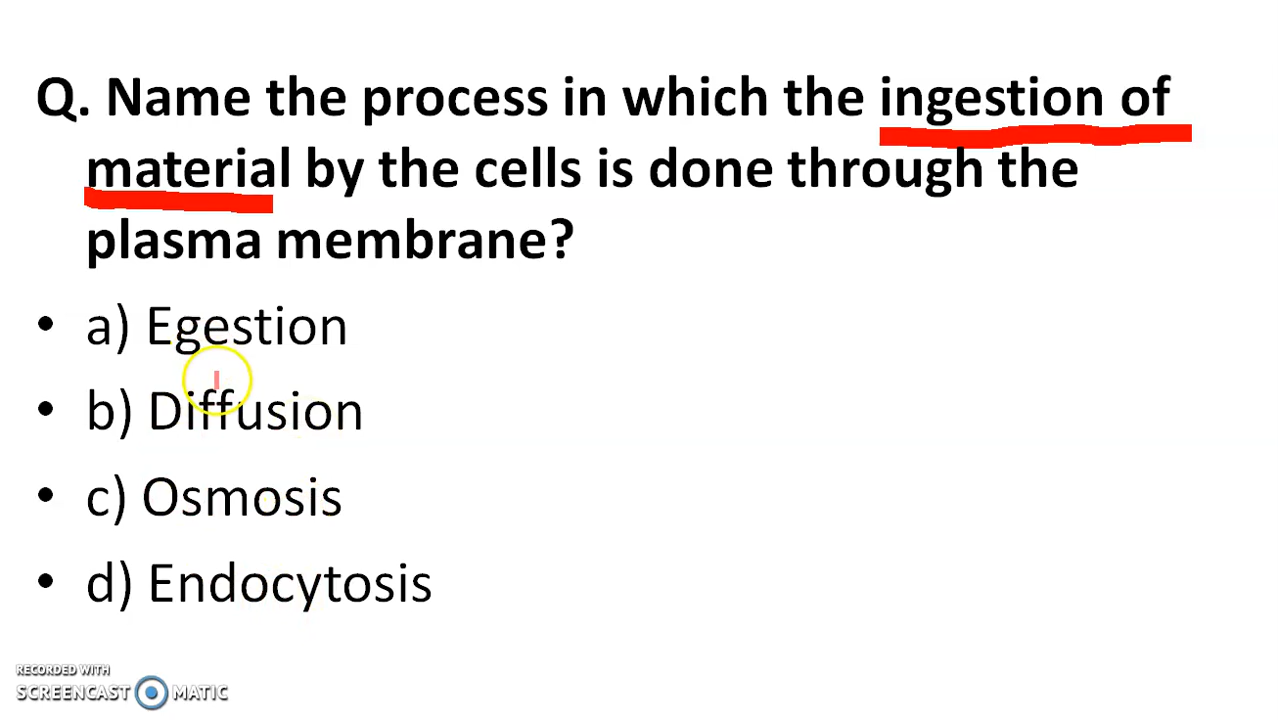 Q. Name the process in which the ingestion of
material by the cells is done through the
plasma membrane?
• a) Egestion
• b) Diffusion
• c) Osmosis
• d) Endocytosis
RECORDED WITH
SCREENCAST MATIC